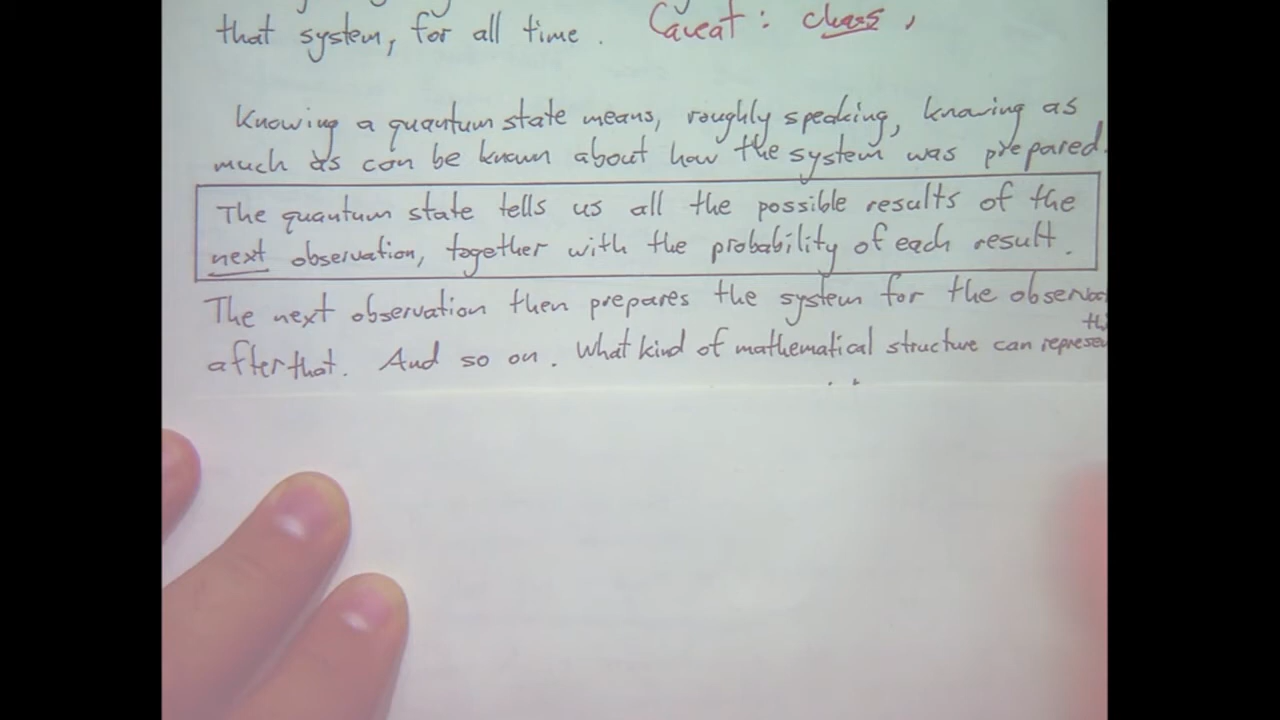 that system, for all time. Caveat: chaos,
Knowing a quantum state means, roughly speaking, knowing as
much as can be known about how the system was prepared.
The quantum state tells us all the possible results of the
next observation, together with the probability of each result.
The next observation then prepares the system for the
after that. And so on. What kind of mathematical structure can